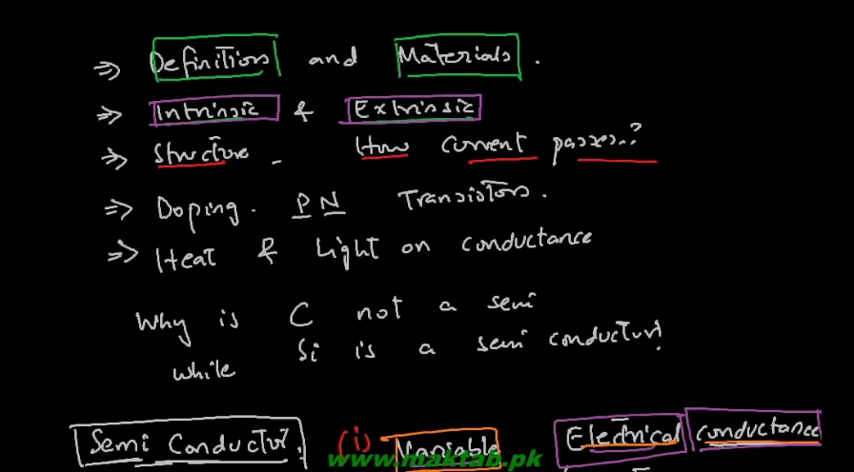 ⇒ Definitions and Materials.
⇒ Intrinsic & Extrinsic
⇒ Structure - How current passes.?
⇒ Doping. PN Transistors.
⇒ Heat & Light on conductance
Why is C not a semi
while Si is a semi conductor?
Semi Conductor. (i) Variable Electrical conductance
www.maktab.pk